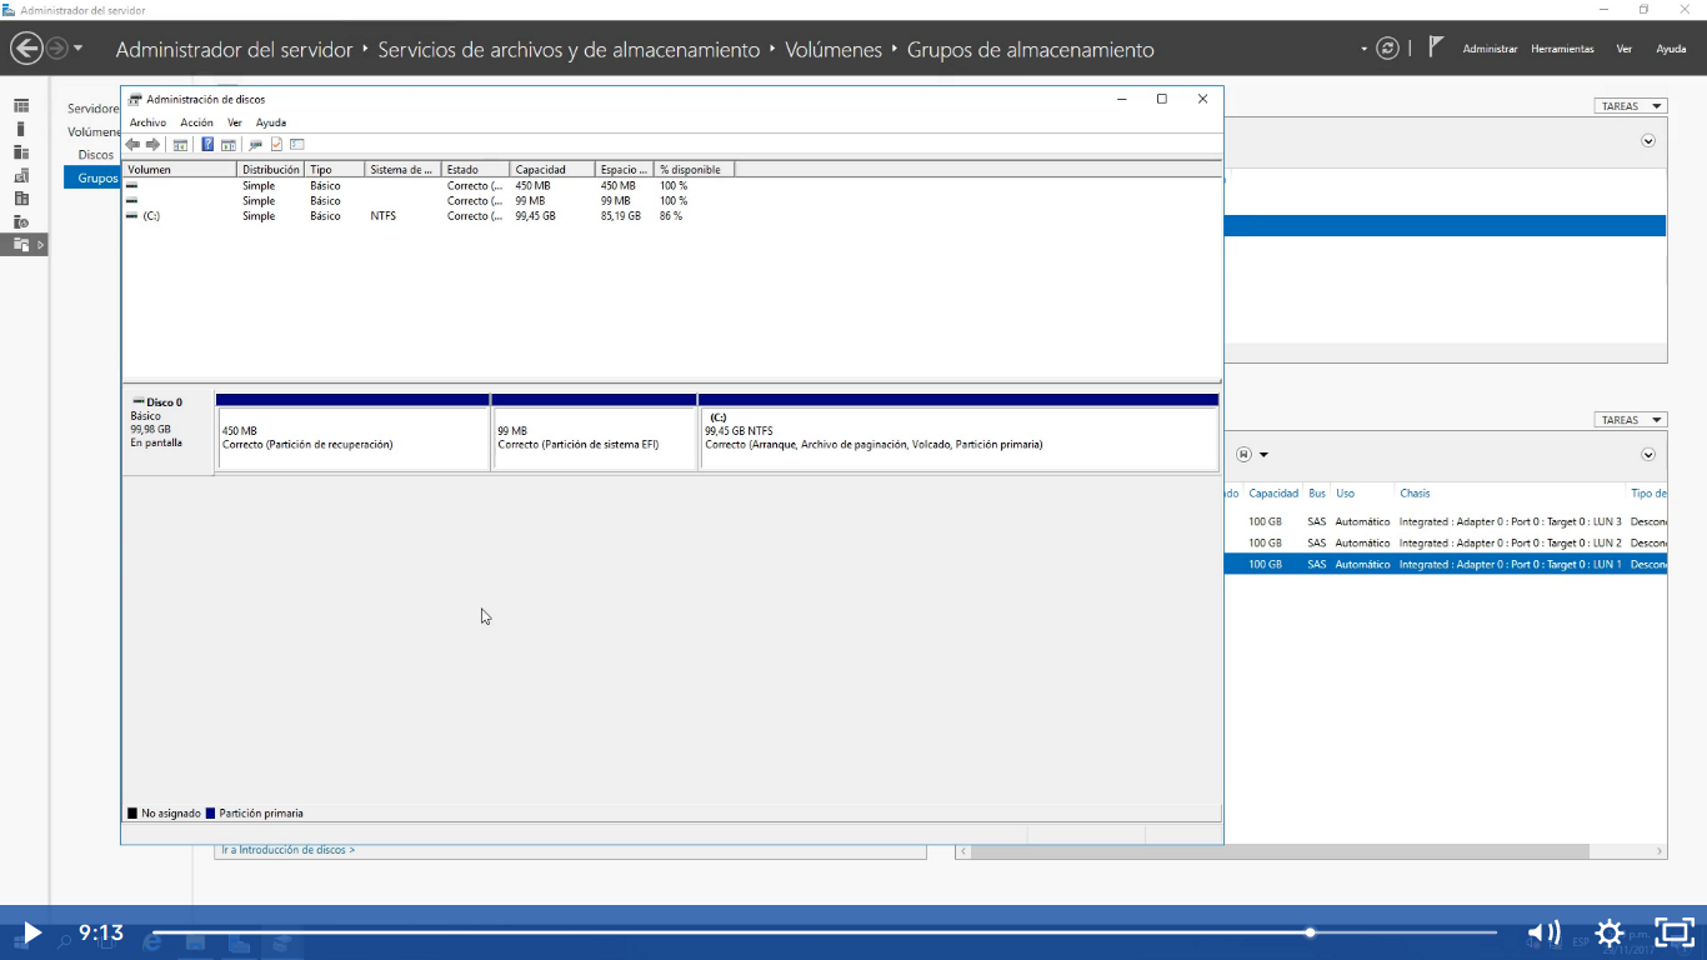 Administrador del servidor
Administrador del servidor • Servicios de archivos y de almacenamiento • Volúmenes • Grupos de almacenamiento
Administrar Herramientas Ver Ayuda
Servidore
Volúmene
Discos
Grupos
Administración de discos
Archivo Acción Ver Ayuda
Volumen Distribución Tipo Sistema de ... Estado Capacidad Espacio ... % disponible
Simple Básico Correcto (... 450 MB 450 MB 100 %
Simple Básico Correcto (... 99 MB 99 MB 100 %
(C:) Simple Básico NTFS Correcto (... 99,45 GB 85,19 GB 86 %
Disco 0
Básico
99,98 GB
En pantalla
450 MB
Correcto (Partición de recuperación)
99 MB
Correcto (Partición de sistema EFI)
(C:)
99,45 GB NTFS
Correcto (Arranque, Archivo de paginación, Volcado, Partición primaria)
No asignado Partición primaria
Ir a Introducción de discos >
TAREAS
TAREAS
do Capacidad Bus Uso Chasis Tipo de
100 GB SAS Automático Integrated : Adapter 0 : Port 0 : Target 0 : LUN 3 Descon
100 GB SAS Automático Integrated : Adapter 0 : Port 0 : Target 0 : LUN 2 Descon
100 GB SAS Automático Integrated : Adapter 0 : Port 0 : Target 0 : LUN 1 Descon
9:13
ESP
p.m.